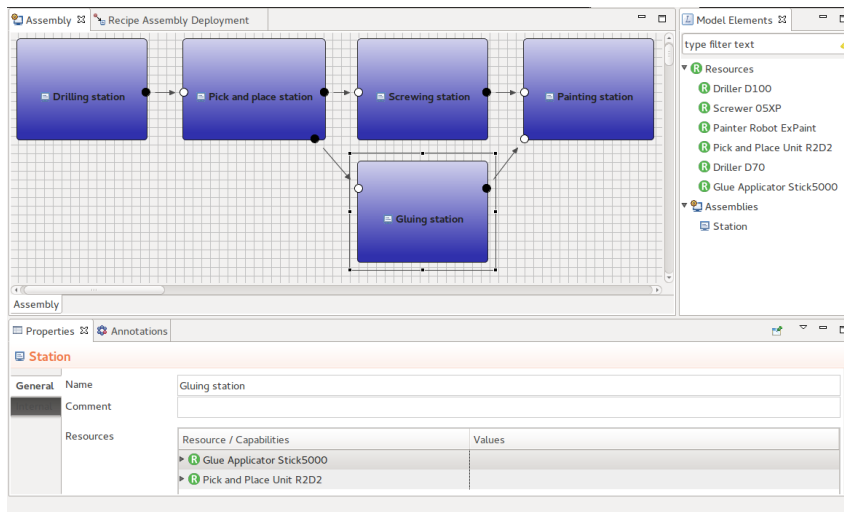 Assembly
Recipe Assembly Deployment
Drilling station
Pick and place station
Screwing station
Painting station
Gluing station
Assembly
Model Elements
type filter text
Resources
Driller D100
Screwer 05XP
Painter Robot ExPaint
Pick and Place Unit R2D2
Driller D70
Glue Applicator Stick5000
Assemblies
Station
Properties
Annotations
Station
General
Name
Gluing station
Comment
Resources
Resource / Capabilities
Values
Glue Applicator Stick5000
Pick and Place Unit R2D2